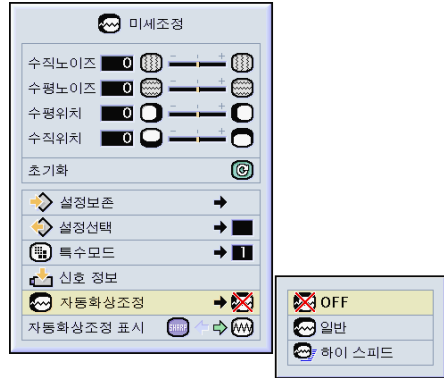 미세조정
수직노이즈 0
수평노이즈 0
수평위치 0
수직위치 0
초기화
설정보존
설정선택
특수모드 1
신호 정보
자동화상조정
자동화상조정 표시 SHARP
OFF
일반
하이 스피드